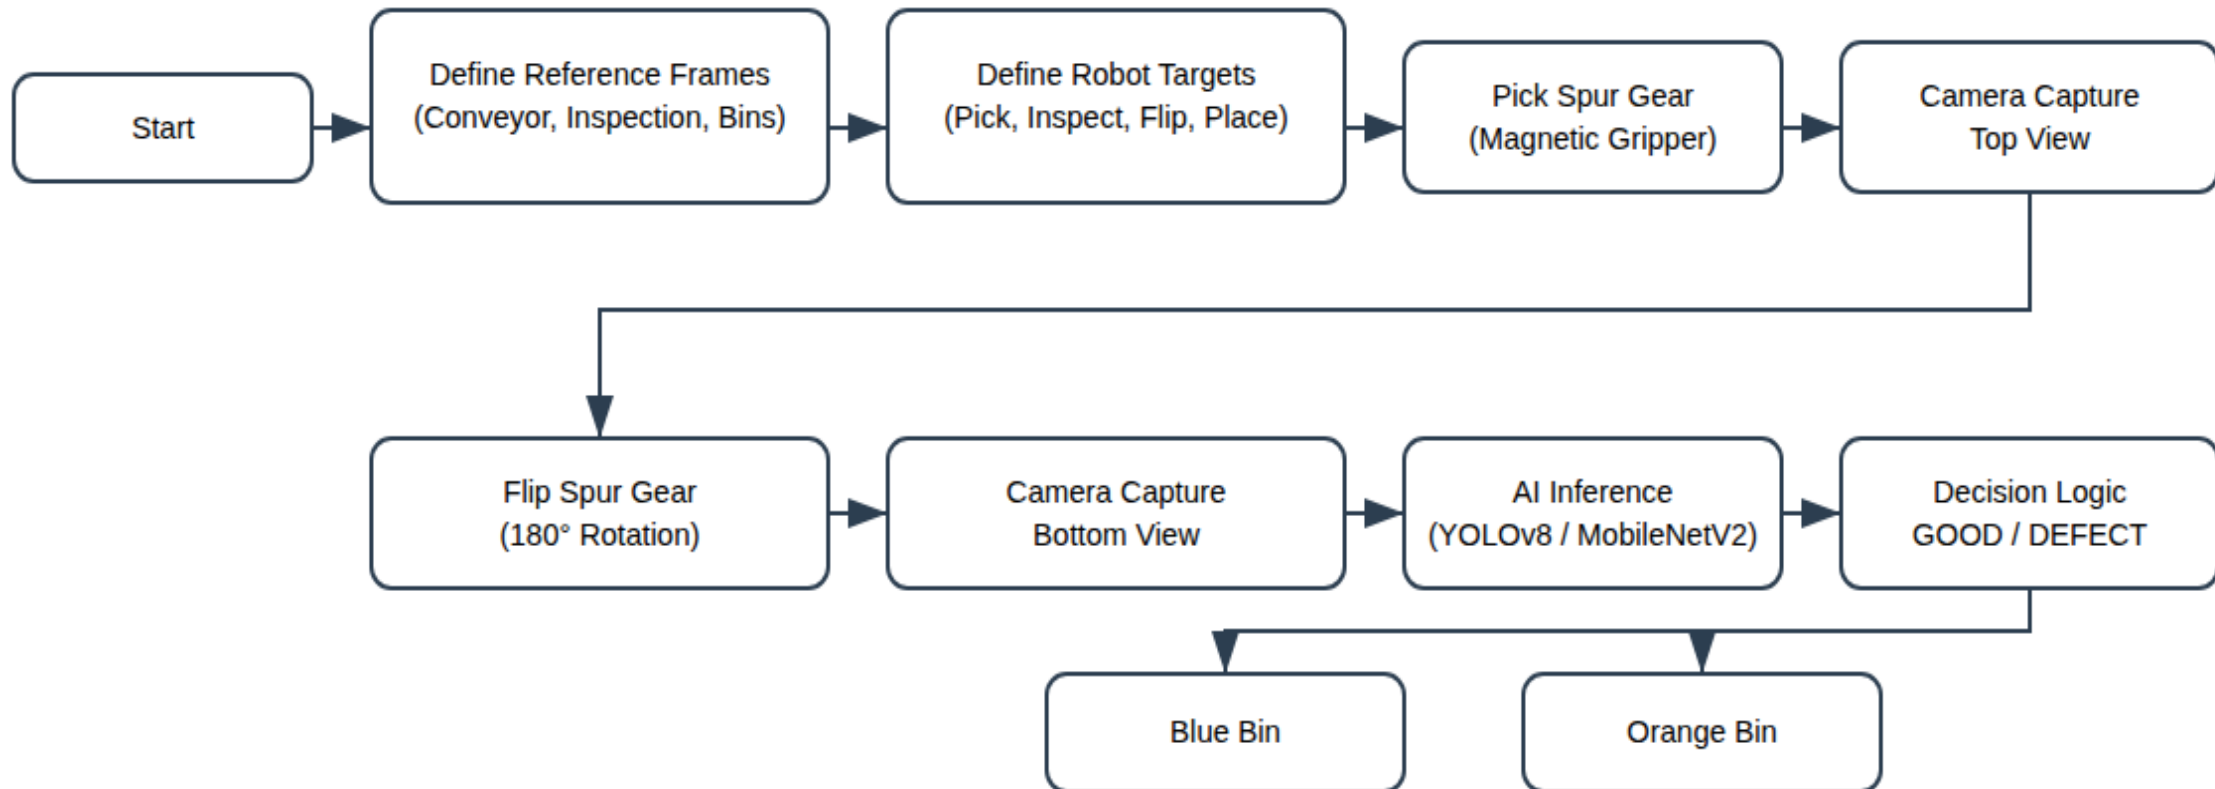 Start
Define Reference Frames
(Conveyor, Inspection, Bins)
Define Robot Targets
(Pick, Inspect, Flip, Place)
Pick Spur Gear
(Magnetic Gripper)
Camera Capture
Top View
Flip Spur Gear
(180° Rotation)
Camera Capture
Bottom View
AI Inference
(YOLOv8 / MobileNetV2)
Decision Logic
GOOD / DEFECT
Blue Bin
Orange Bin